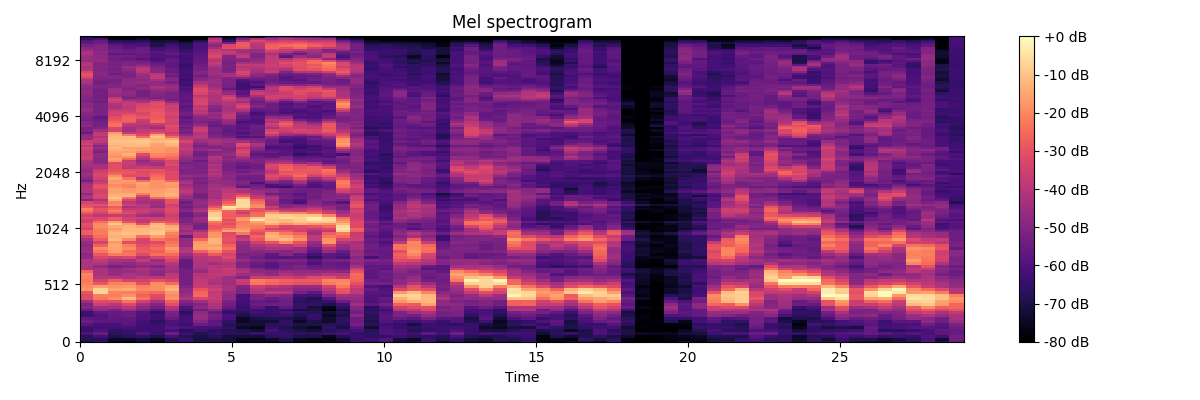 Mel spectrogram
8192
4096
2048
1024
512
0
Hz
0 5 10 15 20 25
Time
+0 dB
-10 dB
-20 dB
-30 dB
-40 dB
-50 dB
-60 dB
-70 dB
-80 dB